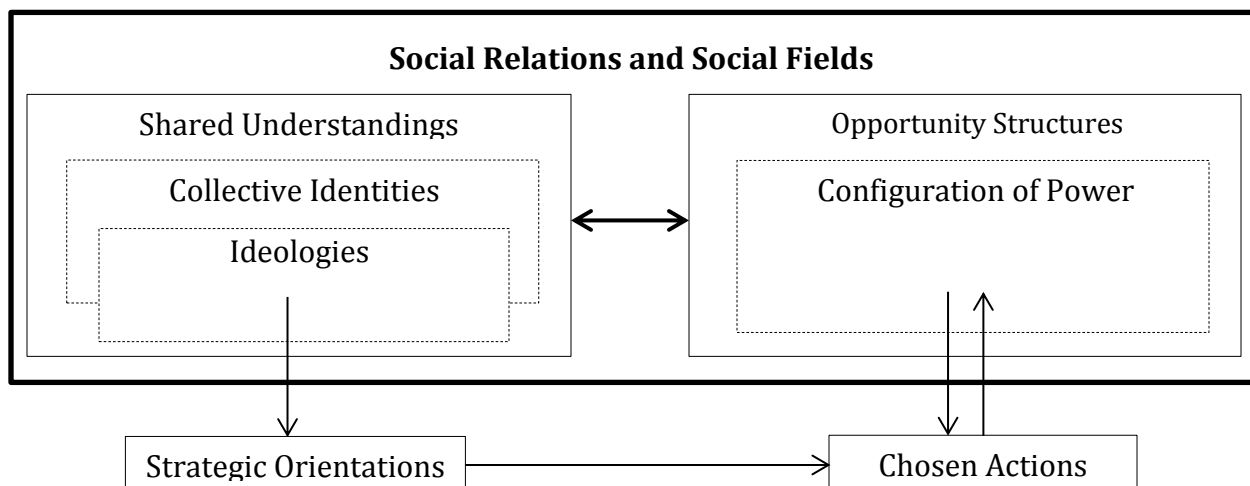 Social Relations and Social Fields
Shared Understandings
Collective Identities
Ideologies
Opportunity Structures
Configuration of Power
Strategic Orientations
Chosen Actions